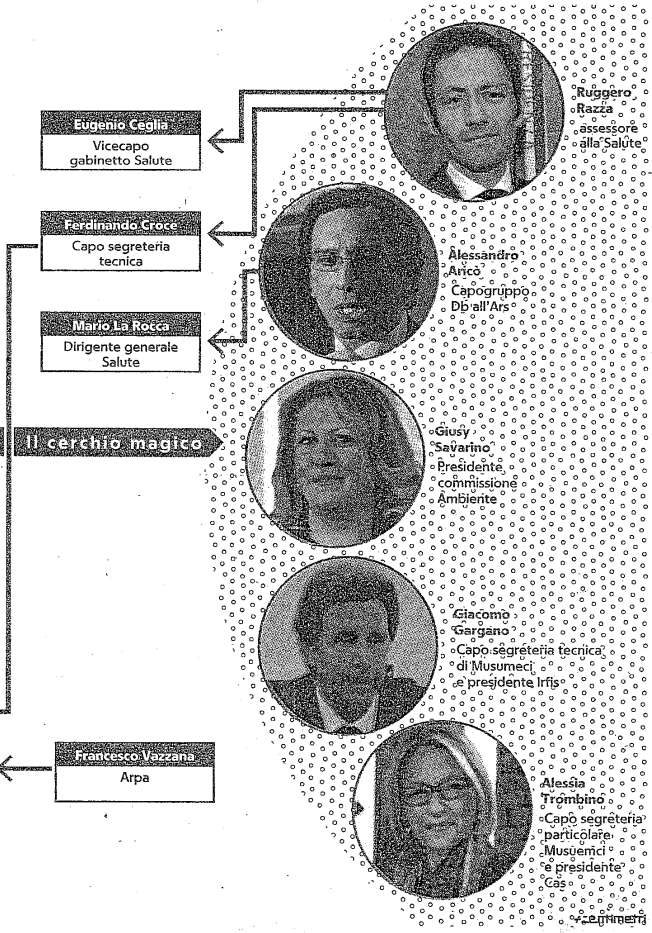 Ruggero
Razza
assessore
alla Salute
Eugenio Ceglia
Vicecapo
gabinetto Salute
Ferdinando Croce
Capo segreteria
tecnica
Alessandro
Aricò
Capogruppo
Db all'Ars
Mario La Rocca
Dirigente generale
Salute
Il cerchio magico
Giusy
Savarino
Presidente
commissione
Ambiente
Giacomo
Gargano
Capo segreteria tecnica
di Musumeci
e presidente Irfis
Francesco Vazzana
Arpa
Alessia
Trombino
Capo segreteria
particolare
Musuemci
e presidente
Cas
centimetri